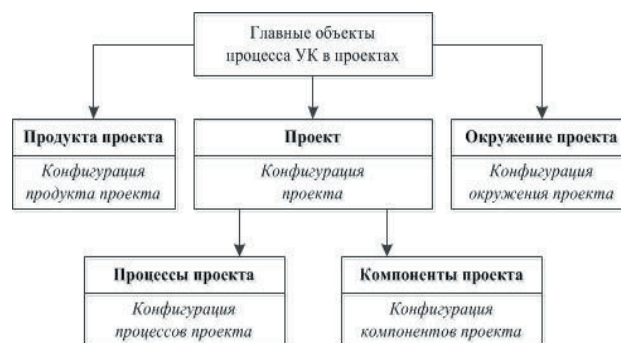 Главные объекты
процесса УК в проектах
Продукта проекта
Конфигурация
продукта проекта
Проект
Конфигурация
проекта
Окружение проекта
Конфигурация
окружения проекта
Процессы проекта
Конфигурация
процессов проекта
Компоненты проекта
Конфигурация
компонентов проекта